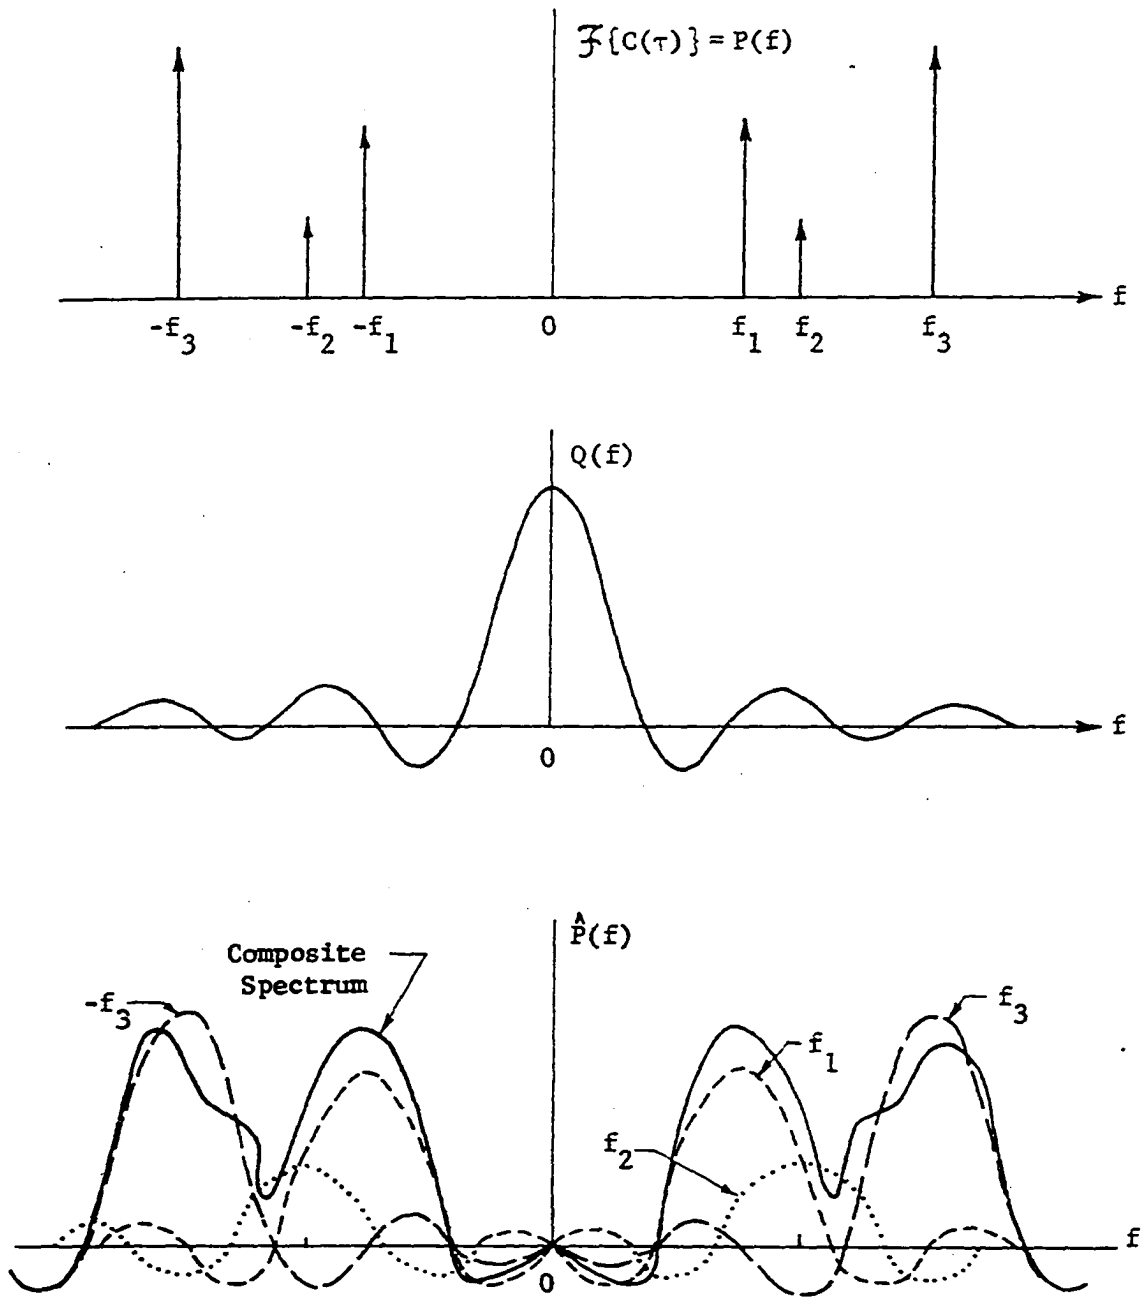 ℱ{C(τ)} = P(f)
f
-f₃ -f₂ -f₁ 0 f₁ f₂ f₃
Q(f)
f
0
P̂(f)
Composite
Spectrum
-f₃
f₃
f₁
f₂
f
0